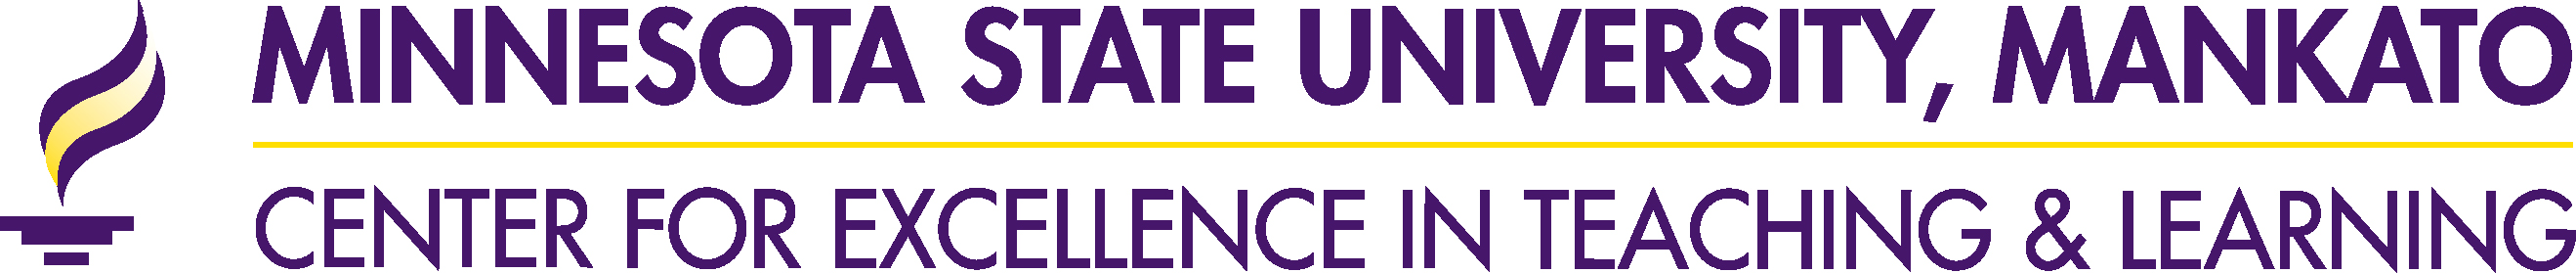 MINNESOTA STATE UNIVERSITY, MANKATO
CENTER FOR EXCELLENCE IN TEACHING & LEARNING